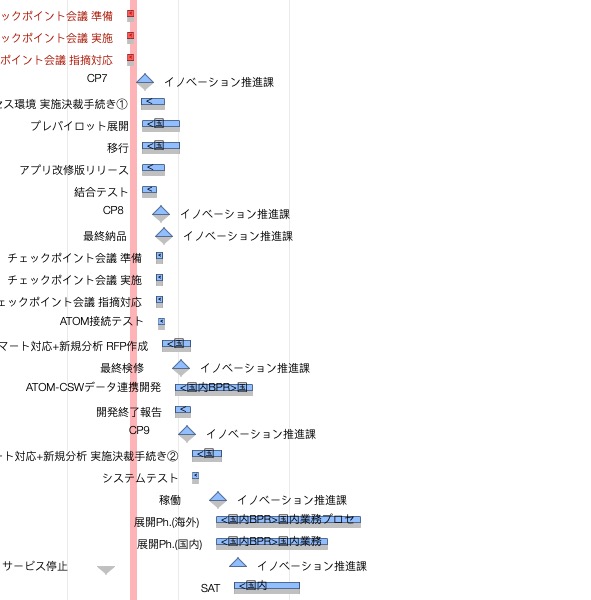 ックポイント会議 準備
ックポイント会議 実施
ポイント会議 指摘対応
CP7 イノベーション推進課
セス環境 実施決裁手続き① <
プレパイロット展開 <国
移行 <国
アプリ改修版リリース <
結合テスト <
CP8 イノベーション推進課
最終納品 イノベーション推進課
チェックポイント会議 準備 <
チェックポイント会議 実施 <
ェックポイント会議 指摘対応 <
ATOM接続テスト <
マート対応+新規分析 RFP作成 <国
最終検修 イノベーション推進課
ATOM-CSWデータ連携開発 <国内BPR>国
開発終了報告 <
CP9 イノベーション推進課
ート対応+新規分析 実施決裁手続き② <国
システムテスト <
稼働 イノベーション推進課
展開Ph.(海外) <国内BPR>国内業務プロセ
展開Ph.(国内) <国内BPR>国内業務
サービス停止 イノベーション推進課
SAT <国内